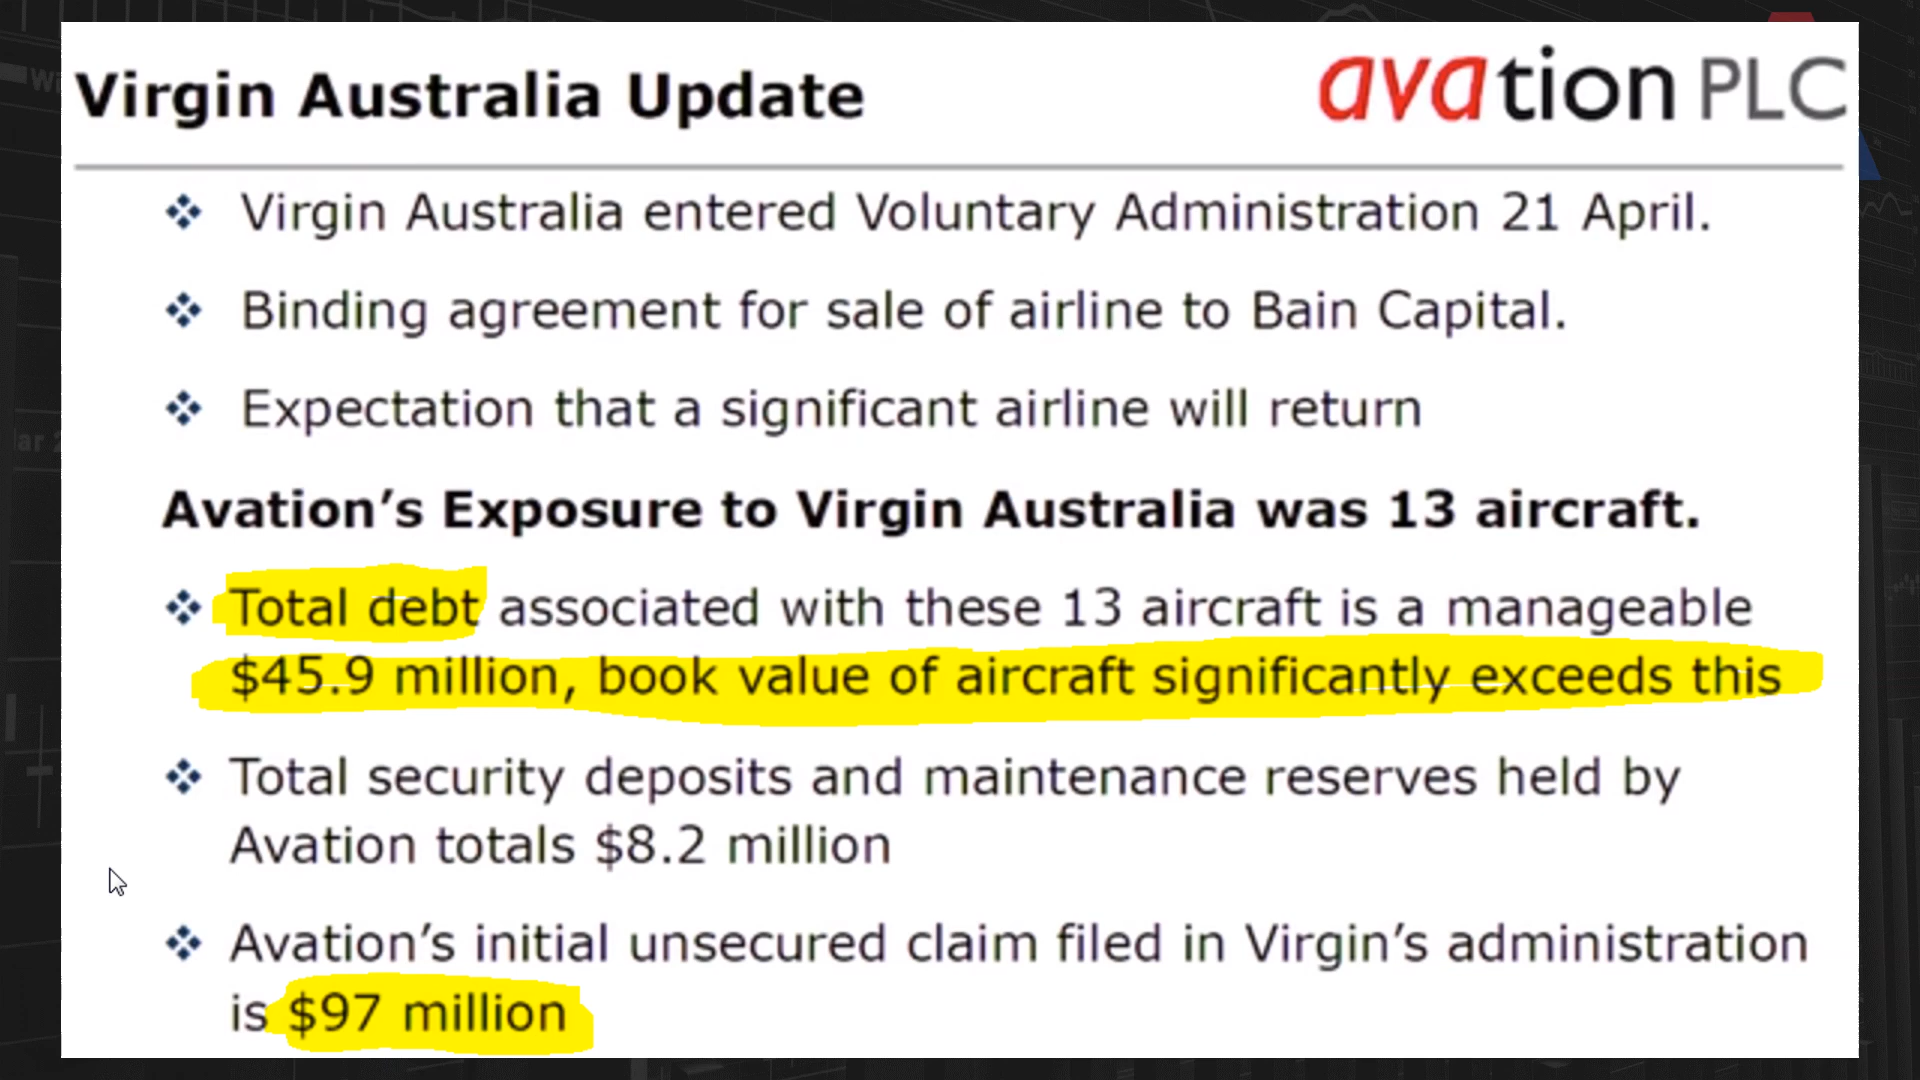 Virgin Australia Update
avation PLC
Virgin Australia entered Voluntary Administration 21 April.
Binding agreement for sale of airline to Bain Capital.
Expectation that a significant airline will return
Avation’s Exposure to Virgin Australia was 13 aircraft.
Total debt associated with these 13 aircraft is a manageable
$45.9 million, book value of aircraft significantly exceeds this
Total security deposits and maintenance reserves held by
Avation totals $8.2 million
Avation’s initial unsecured claim filed in Virgin’s administration
is $97 million